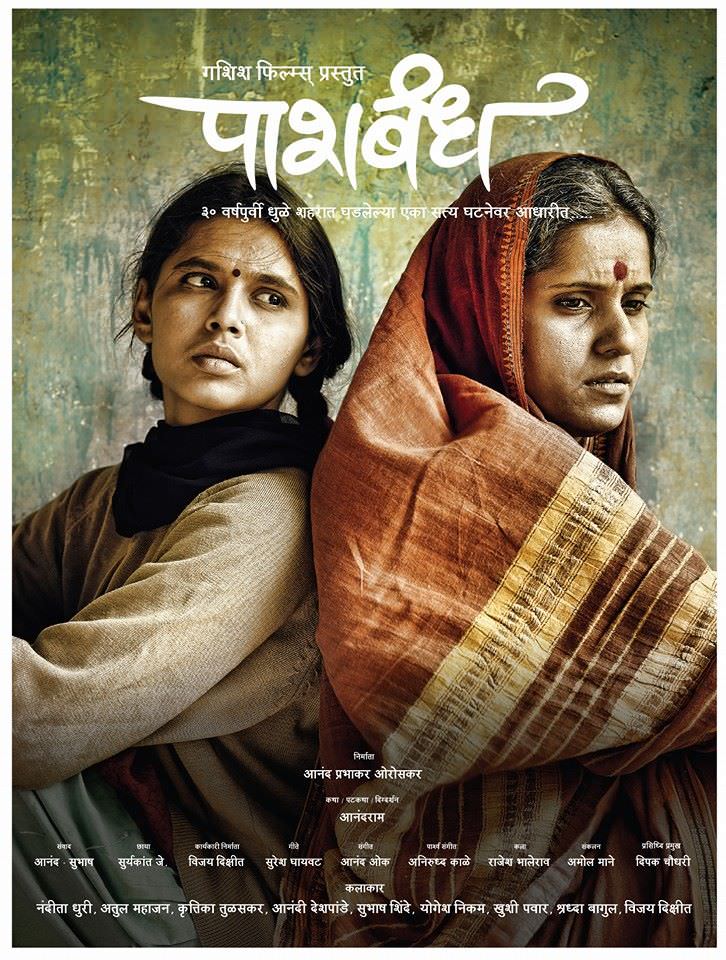 गशिश फिल्म्स् प्रस्तुत
पाशबंध
३० वर्षपुर्वी धुळे शहरात घडलेल्या एका सत्य घटनेवर आधारीत.....
निर्माता
आनंद प्रभाकर ओरोसकर
कथा / पटकथा / दिग्दर्शन
आनंदराम
संवाद छाया कार्यकारी निर्माता गीते संगीत पार्श्व संगीत कला संकलन प्रसिध्दि प्रमुख
आनंद - सुभाष सुर्यकांत जे. विजय दिक्षीत सुरेश घायवट आनंद ओक अनिरुध्द काळे राजेश भालेराव अमोल माने दिपक चौधरी
कलाकार
नंदीता धुरी, अतुल महाजन, कृत्तिका तुळसकर, आनंदी देशपांडे, सुभाष शिंदे, योगेश निकम, खुशी पवार, श्रध्दा बागुल, विजय दिक्षीत